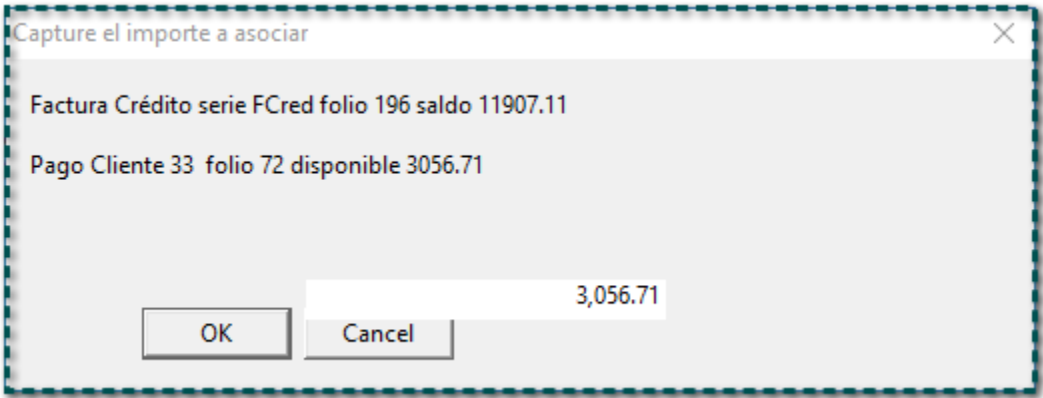 Capture el importe a asociar
Factura Crédito serie FCred folio 196 saldo 11907.11
Pago Cliente 33 folio 72 disponible 3056.71
3,056.71
OK Cancel